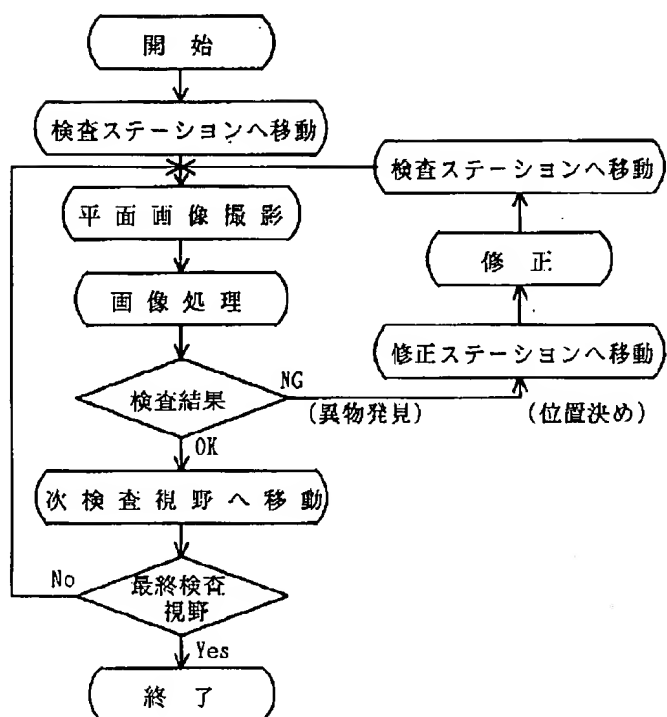 開始
検査ステーションへ移動
平面画像撮影
画像処理
検査結果
NG
(異物発見)
(位置決め)
修正ステーションへ移動
修正
検査ステーションへ移動
OK
次検査視野へ移動
最終検査
視野
No
Yes
終了